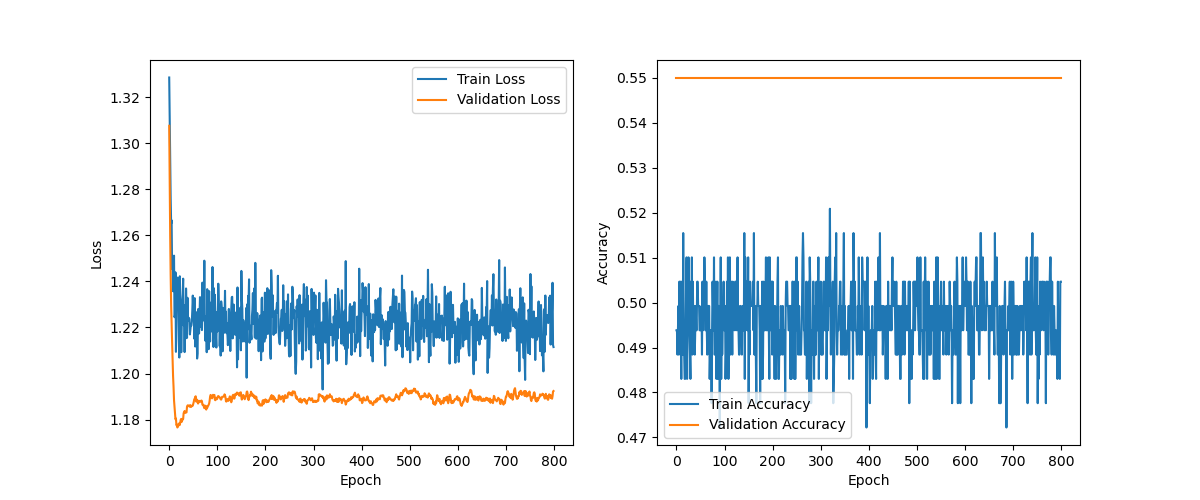 Train Loss
Validation Loss
1.32
1.30
1.28
1.26
1.24
1.22
1.20
1.18
Loss
0 100 200 300 400 500 600 700 800
Epoch
0.55
0.54
0.53
0.52
0.51
0.50
0.49
0.48
0.47
Accuracy
Train Accuracy
Validation Accuracy
0 100 200 300 400 500 600 700 800
Epoch